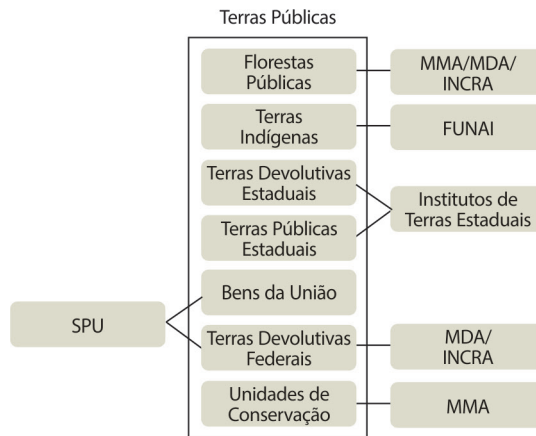 Terras Públicas
Florestas
Públicas
MMA/MDA/
INCRA
Terras
Indígenas
FUNAI
Terras Devolutivas
Estaduais
Institutos de
Terras Estaduais
Terras Públicas
Estaduais
Bens da União
SPU
Terras Devolutivas
Federais
MDA/
INCRA
Unidades de
Conservação
MMA